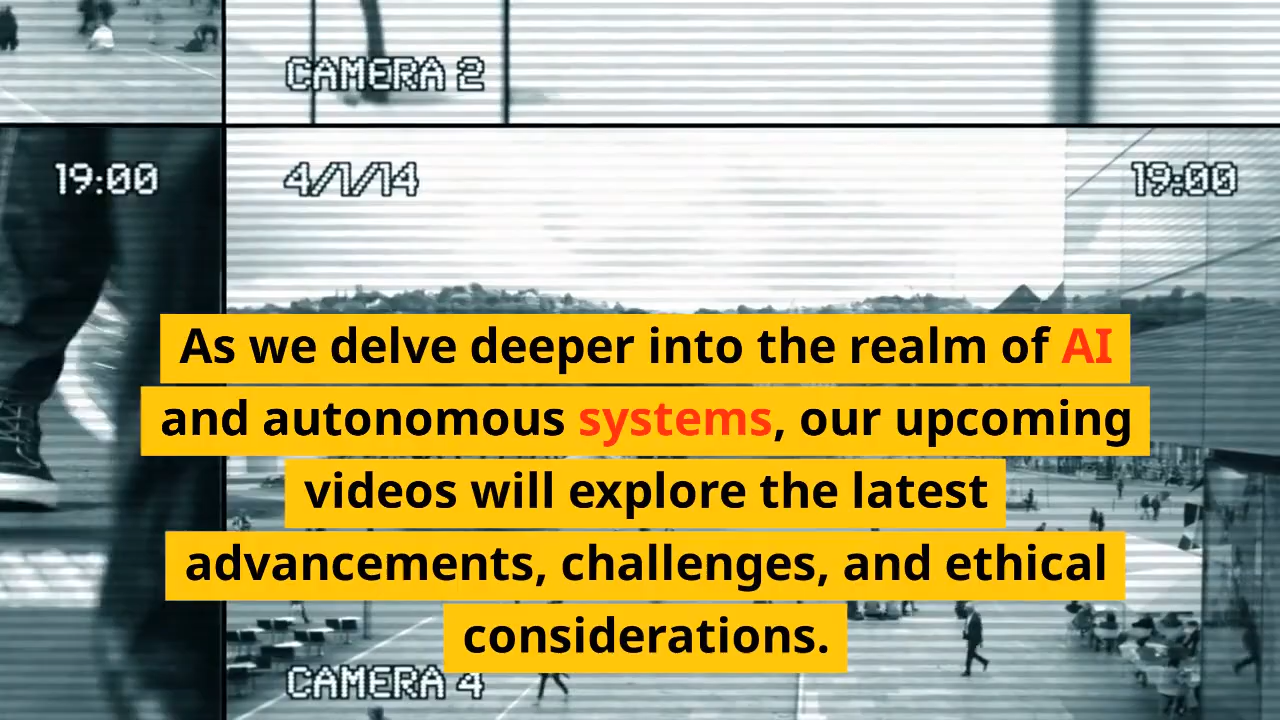 CAMERA 2
19:00
4/1/14
19:00
As we delve deeper into the realm of AI
and autonomous systems, our upcoming
videos will explore the latest
advancements, challenges, and ethical
considerations.
CAMERA 4